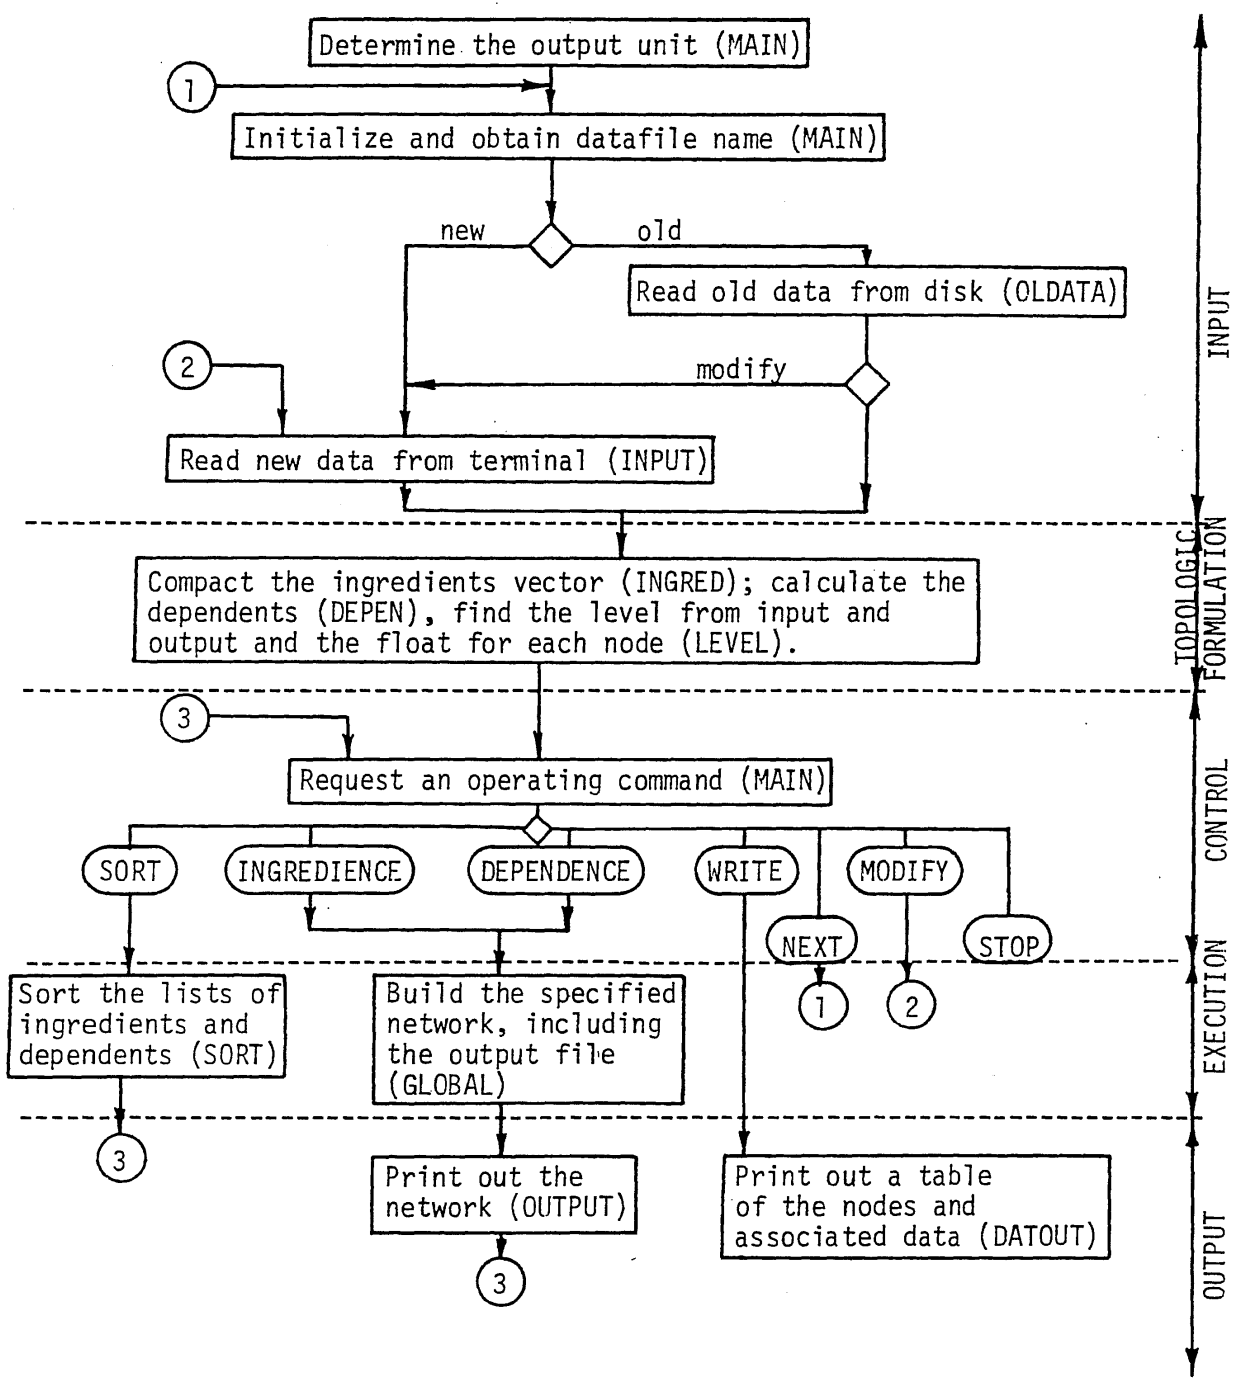 Determine the output unit (MAIN)
1
Initialize and obtain datafile name (MAIN)
new
old
Read old data from disk (OLDATA)
INPUT
2
modify
Read new data from terminal (INPUT)
Compact the ingredients vector (INGRED); calculate the
dependents (DEPEN), find the level from input and
output and the float for each node (LEVEL).
TOPOLOGIC
FORMULATION
3
Request an operating command (MAIN)
CONTROL
SORT
INGREDIENCE
DEPENDENCE
WRITE
MODIFY
NEXT
STOP
Sort the lists of
ingredients and
dependents (SORT)
Build the specified
network, including
the output file
(GLOBAL)
1
2
EXECUTION
3
Print out the
network (OUTPUT)
Print out a table
of the nodes and
associated data (DATOUT)
3
OUTPUT